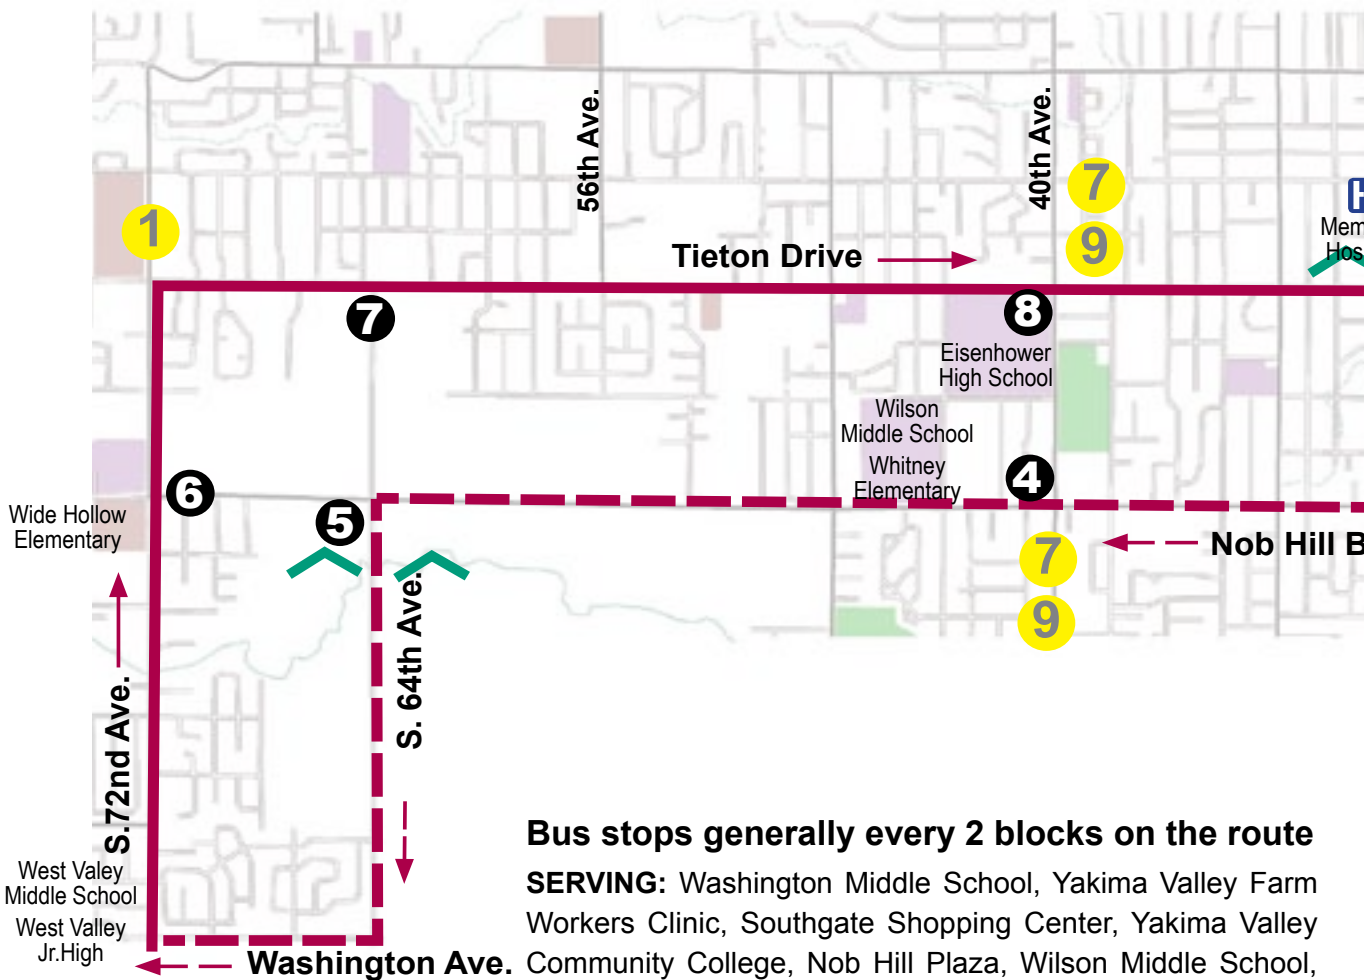 56th Ave.
40th Ave.
7
1
9
Tieton Drive
7
8
Eisenhower
High School
Wilson
Middle School
Whitney
Elementary
4
6
5
Wide Hollow
Elementary
7
9
Nob Hill B
S. 64th Ave.
S.72nd Ave.
West Valey
Middle School
West Valley
Jr.High
Washington Ave.
Bus stops generally every 2 blocks on the route
SERVING: Washington Middle School, Yakima Valley Farm
Workers Clinic, Southgate Shopping Center, Yakima Valley
Community College, Nob Hill Plaza, Wilson Middle School,